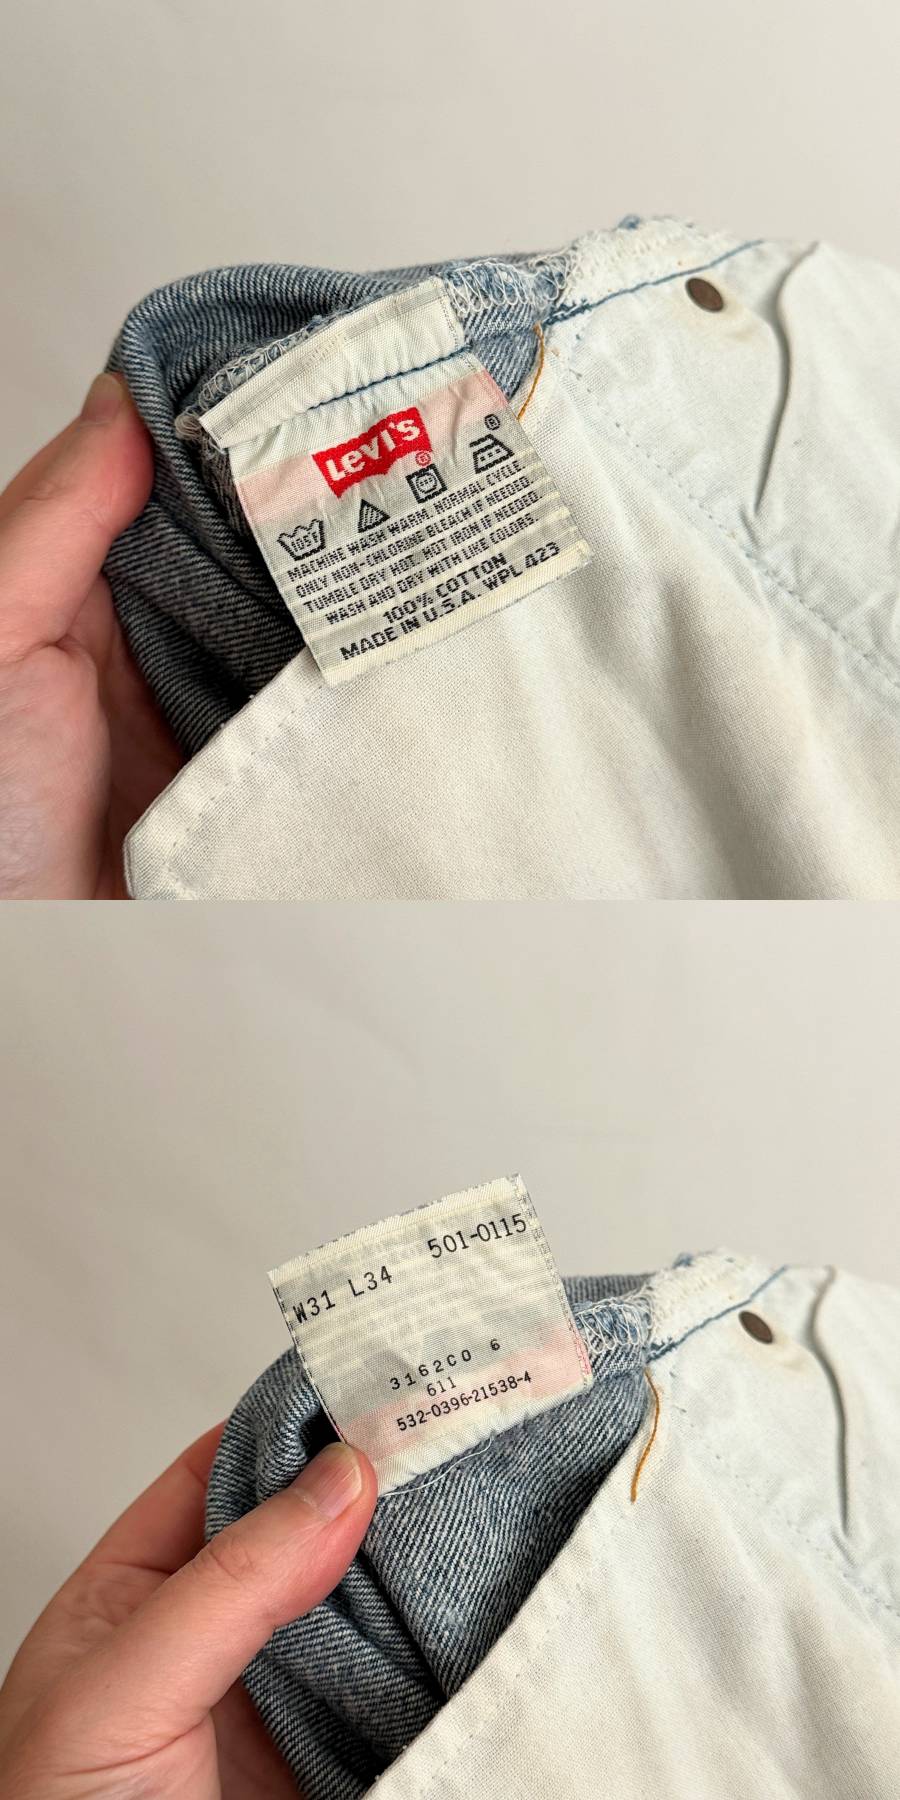 LEVI'S
®
®
105F
MACHINE WASH WARM. NORMAL CYCLE.
ONLY NON-CHLORINE BLEACH IF NEEDED.
TUMBLE DRY HOT. HOT IRON IF NEEDED.
WASH AND DRY WITH LIKE COLORS.
100% COTTON
MADE IN U.S.A. WPL 423
W31 L34 501-0115
3162CO 6
611
532-0396-21538-4